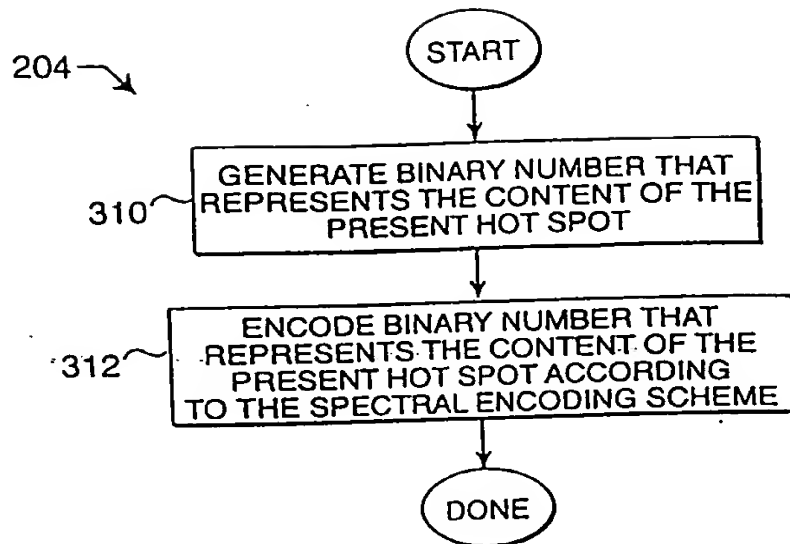 START
204
GENERATE BINARY NUMBER THAT
REPRESENTS THE CONTENT OF THE
PRESENT HOT SPOT.
310
ENCODE BINARY NUMBER THAT
REPRESENTS THE CONTENT OF THE
PRESENT HOT SPOT ACCORDING
TO THE SPECTRAL ENCODING SCHEME
312
DONE